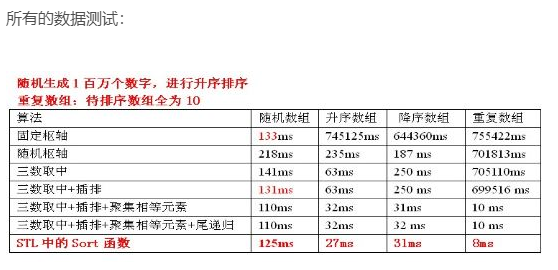 所有的数据测试：
随机生成1百万个数字，进行升序排序
重复数组：待排序数组全为10
算法 随机数组 升序数组 降序数组 重复数组
固定枢轴 133ms 745125ms 644360ms 755422ms
随机枢轴 218ms 235ms 187 ms 701813ms
三数取中 141ms 63ms 250 ms 705110ms
三数取中+插排 131ms 63ms 250 ms 699516 ms
三数取中+插排+聚集相等元素 110ms 32ms 31ms 10 ms
三数取中+插排+聚集相等元素+尾递归 110ms 32ms 32 ms 10 ms
STL 中的Sort 函数 125ms 27ms 31ms 8ms